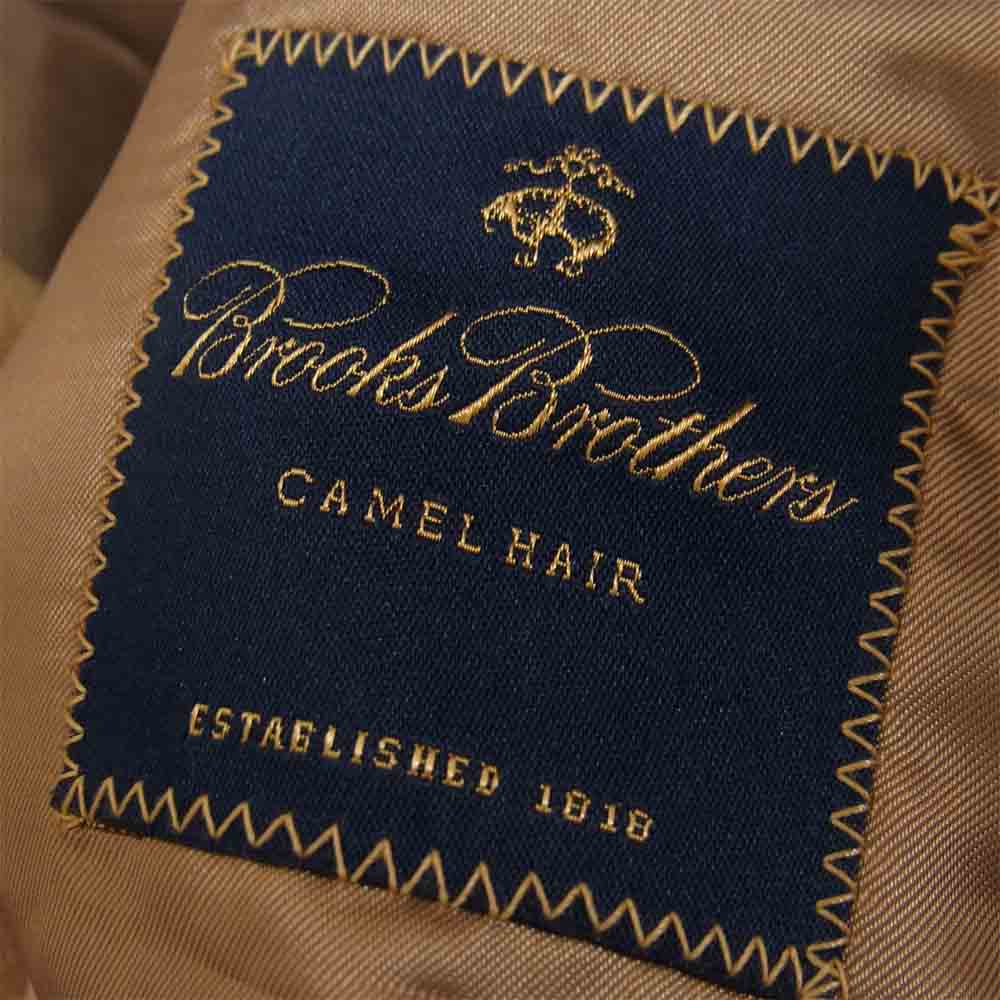 Brooks Brothers
CAMEL HAIR
ESTABLISHED 1818